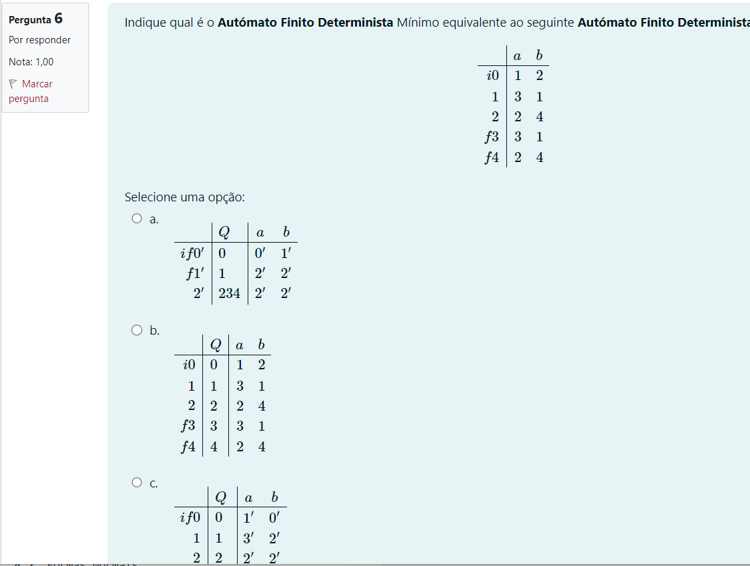 Pergunta 6
Por responder
Nota: 1,00
Marcar
pergunta
Indique qual é o Autómato Finito Determinista Mínimo equivalente ao seguinte Autómato Finito Determinista
a b
i0 1 2
1 3 1
2 2 4
f3 3 1
f4 2 4
Selecione uma opção:
a.
Q a b
if0′ 0 0′ 1′
f1′ 1 2′ 2′
2′ 234 2′ 2′
b.
Q a b
i0 0 1 2
1 1 3 1
2 2 2 4
f3 3 3 1
f4 4 2 4
c.
Q a b
if0 0 1′ 0′
1 1 3′ 2′
2 2 2′ 2′